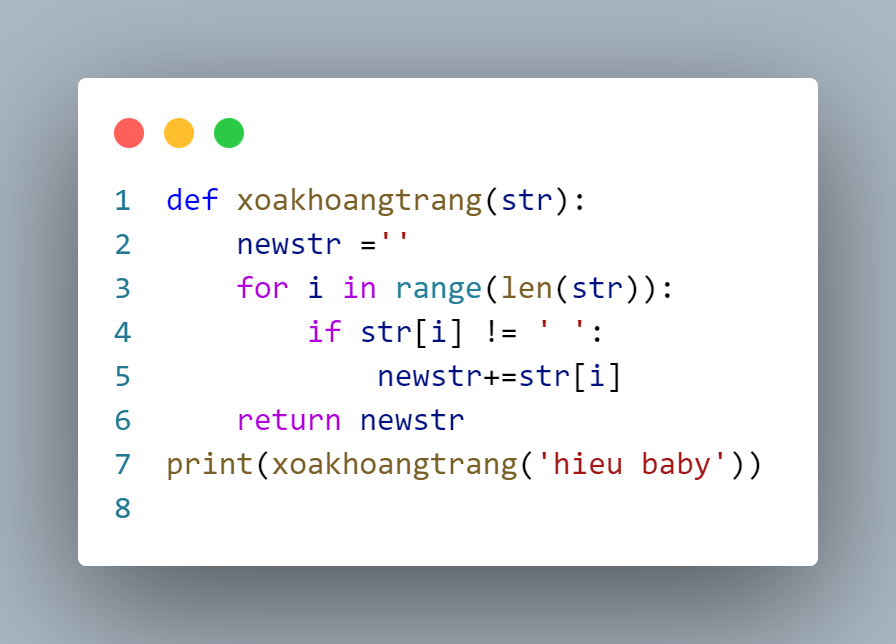 1 def xoakhoangtrang(str):
2     newstr =''
3     for i in range(len(str)):
4         if str[i] != ' ':
5             newstr+=str[i]
6     return newstr
7 print(xoakhoangtrang('hieu baby'))
8